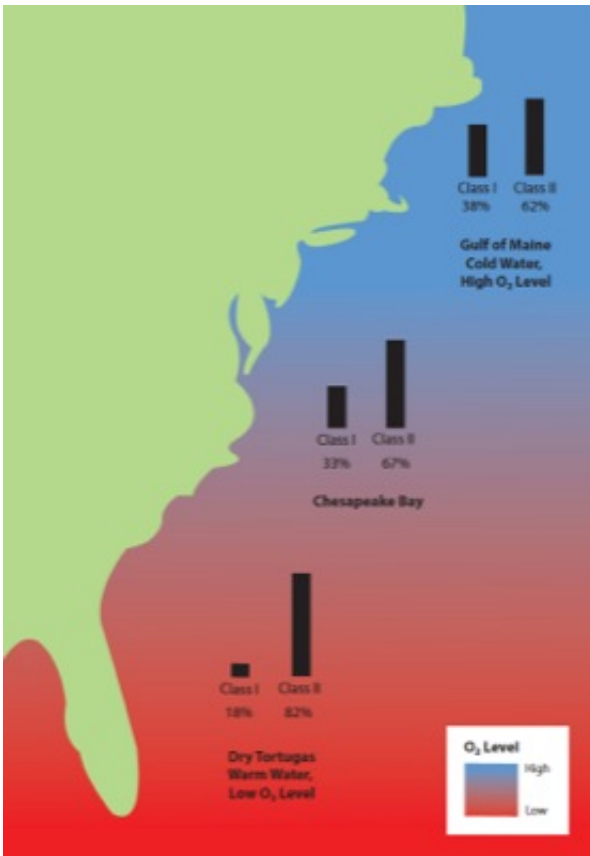 Class I Class II
38% 62%
Gulf of Maine
Cold Water,
High O₂ Level
Class I Class II
33% 67%
Chesapeake Bay
Class I Class II
18% 82%
Dry Tortugas
Warm Water,
Low O₂ Level
O₂ Level
High
Low